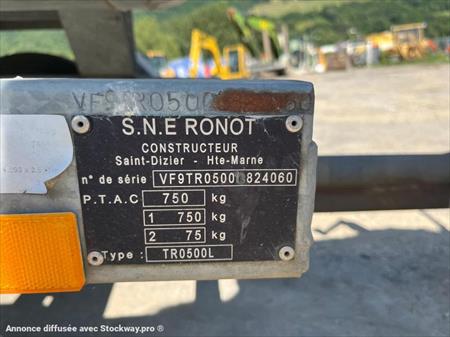 VF9TR0500
S.N.E RONOT
CONSTRUCTEUR
Saint-Dizier - Hte-Marne
n° de série VF9TR0500 824060
P.T.A.C 750 kg
1 750 kg
2 75 kg
Type: TR0500L
Annonce diffusée avec Stockway.pro ®